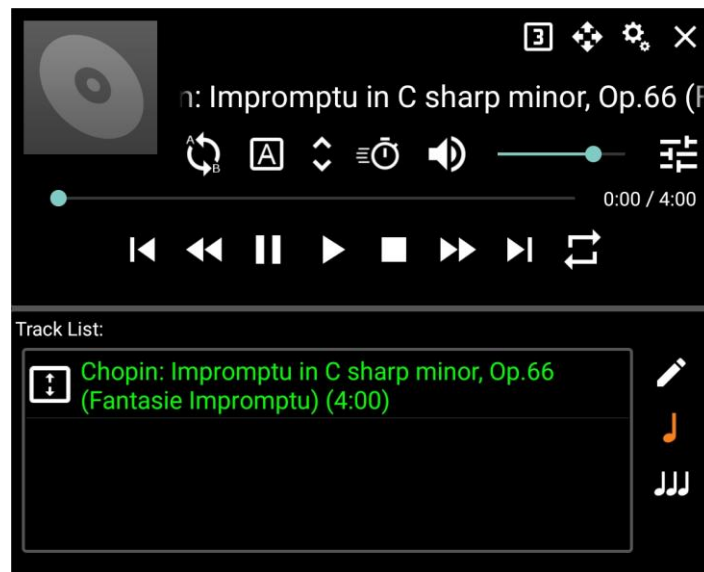 3
n: Impromptu in C sharp minor, Op.66 (F
A B A
0:00 / 4:00
Track List:
Chopin: Impromptu in C sharp minor, Op.66
(Fantasie Impromptu) (4:00)